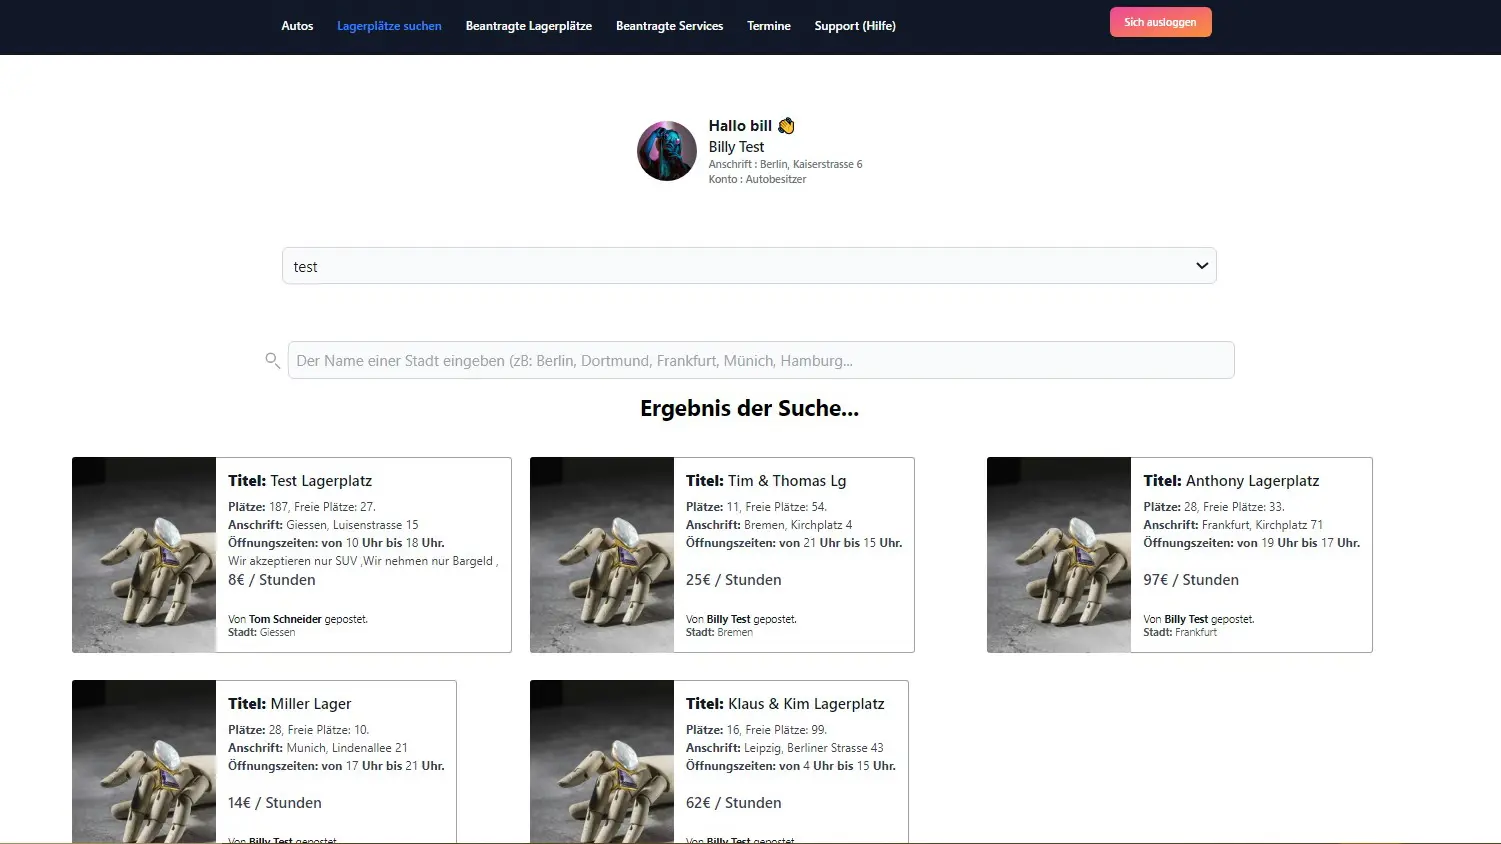 Autos Lagerplätze suchen Beantragte Lagerplätze Beantragte Services Termine Support (Hilfe) Sich ausloggen
Hallo bill 👋
Billy Test
Anschrift : Berlin, Kaiserstrasse 6
Konto : Autobesitzer
test
Der Name einer Stadt eingeben (zB: Berlin, Dortmund, Frankfurt, Münich, Hamburg...
Ergebnis der Suche...
Titel: Test Lagerplatz
Plätze: 187, Freie Plätze: 27.
Anschrift: Giessen, Luisenstrasse 15
Öffnungszeiten: von 10 Uhr bis 18 Uhr.
Wir akzeptieren nur SUV ,Wir nehmen nur Bargeld ,
8€ / Stunden
Von Tom Schneider gepostet.
Stadt: Giessen
Titel: Tim & Thomas Lg
Plätze: 11, Freie Plätze: 54.
Anschrift: Bremen, Kirchplatz 4
Öffnungszeiten: von 21 Uhr bis 15 Uhr.
25€ / Stunden
Von Billy Test gepostet.
Stadt: Bremen
Titel: Anthony Lagerplatz
Plätze: 28, Freie Plätze: 33.
Anschrift: Frankfurt, Kirchplatz 71
Öffnungszeiten: von 19 Uhr bis 17 Uhr.
97€ / Stunden
Von Billy Test gepostet.
Stadt: Frankfurt
Titel: Miller Lager
Plätze: 28, Freie Plätze: 10.
Anschrift: Munich, Lindenallee 21
Öffnungszeiten: von 17 Uhr bis 21 Uhr.
14€ / Stunden
Von Billy Test gepostet.
Titel: Klaus & Kim Lagerplatz
Plätze: 16, Freie Plätze: 99.
Anschrift: Leipzig, Berliner Strasse 43
Öffnungszeiten: von 4 Uhr bis 15 Uhr.
62€ / Stunden
Von Billy Test gepostet.